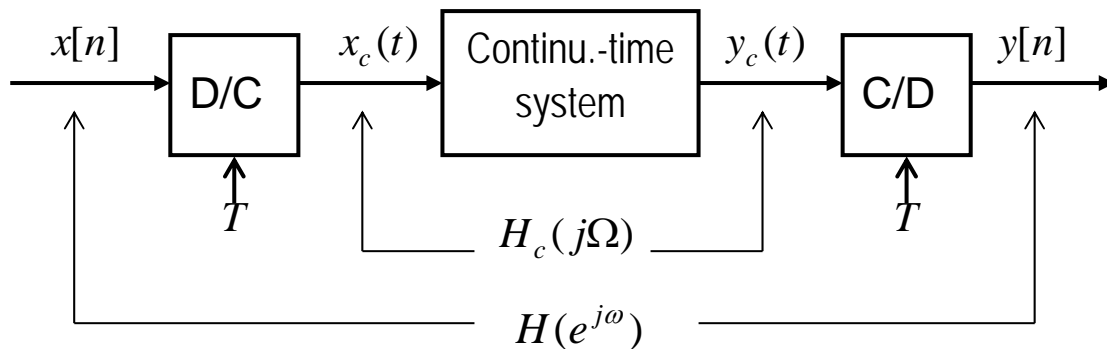 x[n]
x_c(t)
Continu.-time
system
y_c(t)
y[n]
D/C
C/D
T
T
H_c(jΩ)
H(e^{jω})